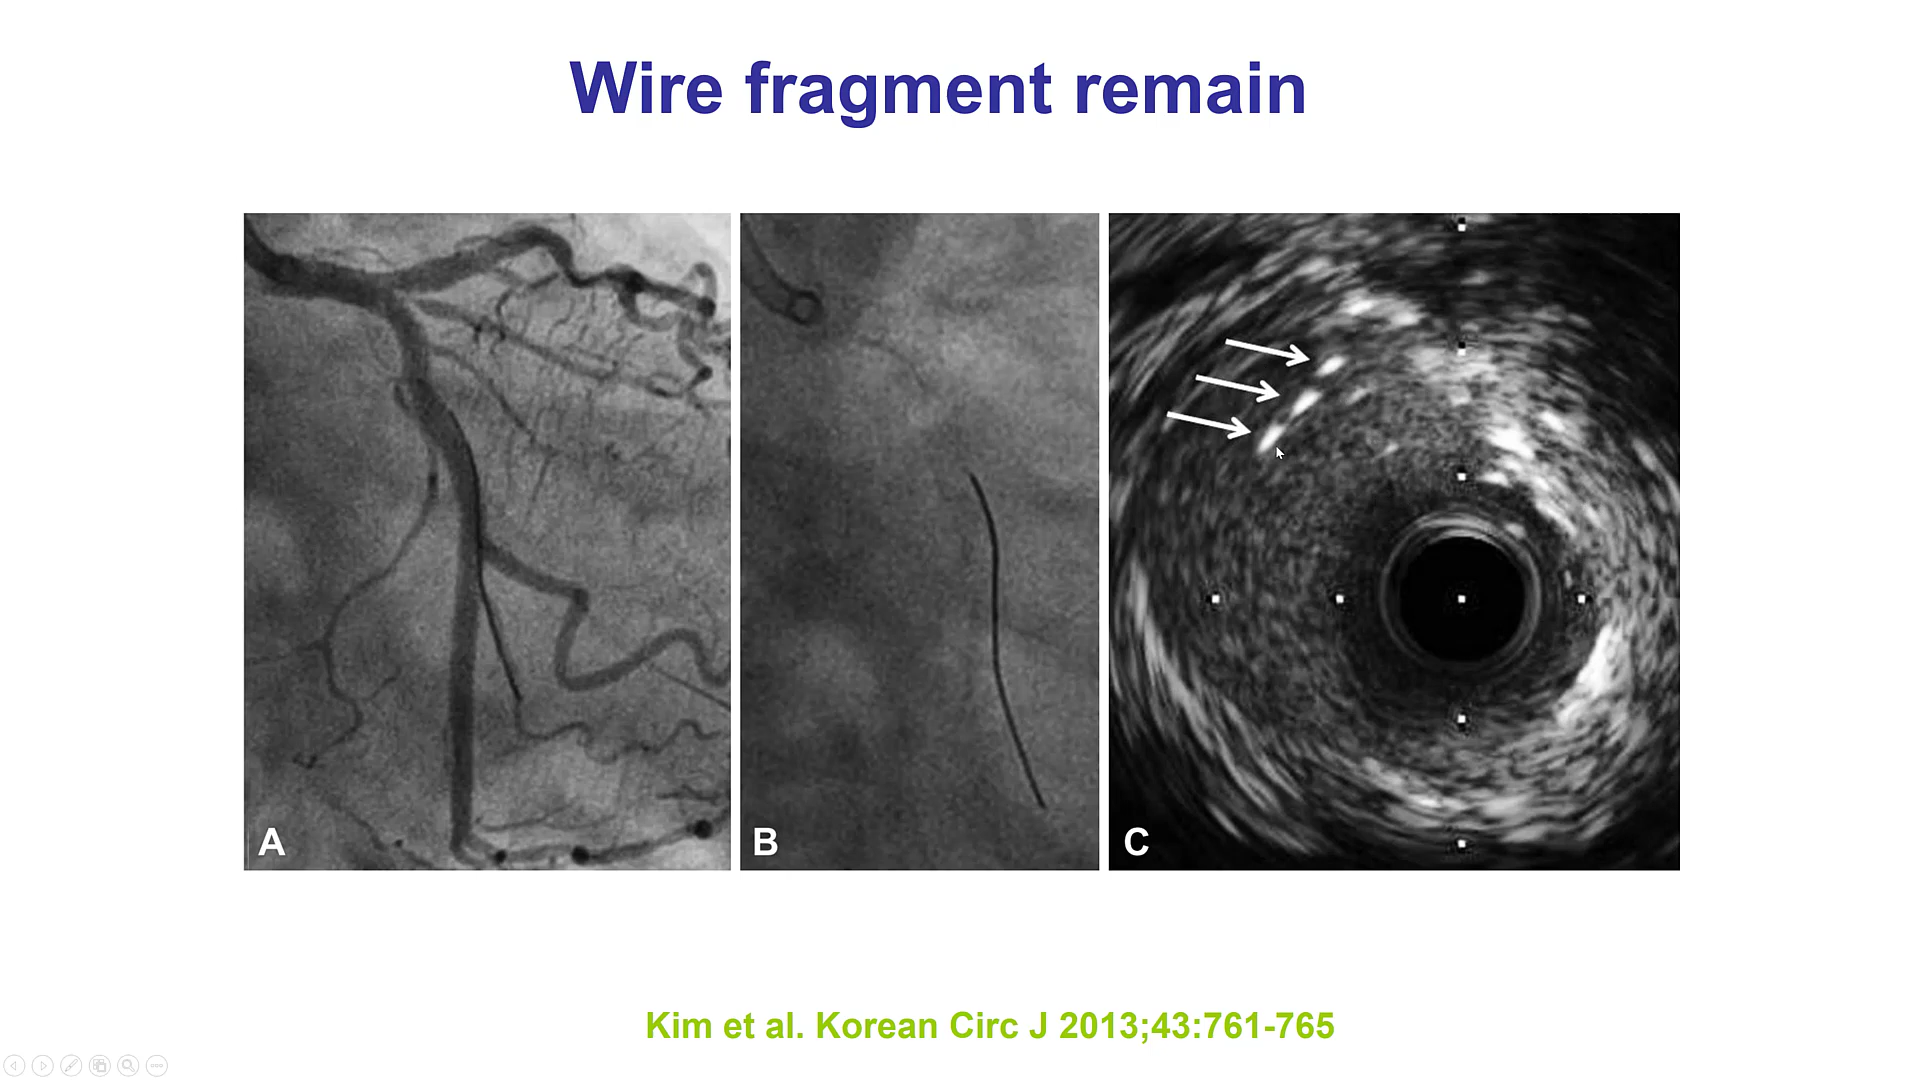 Wire fragment remain
A
B
C
Kim et al. Korean Circ J 2013;43:761-765